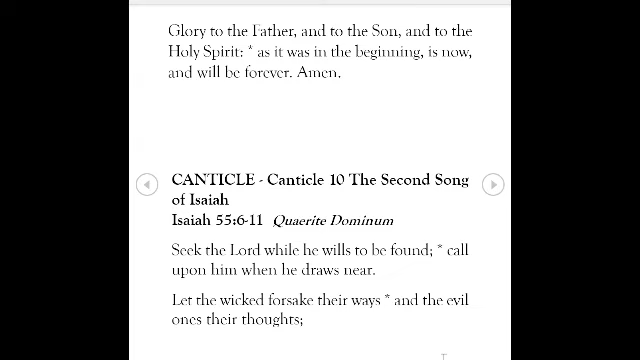 Glory to the Father, and to the Son, and to the
Holy Spirit: * as it was in the beginning, is now,
and will be forever. Amen.
CANTICLE - Canticle 10 The Second Song
of Isaiah
Isaiah 55:6-11 Quaerite Dominum
Seek the Lord while he wills to be found; * call
upon him when he draws near.
Let the wicked forsake their ways * and the evil
ones their thoughts;